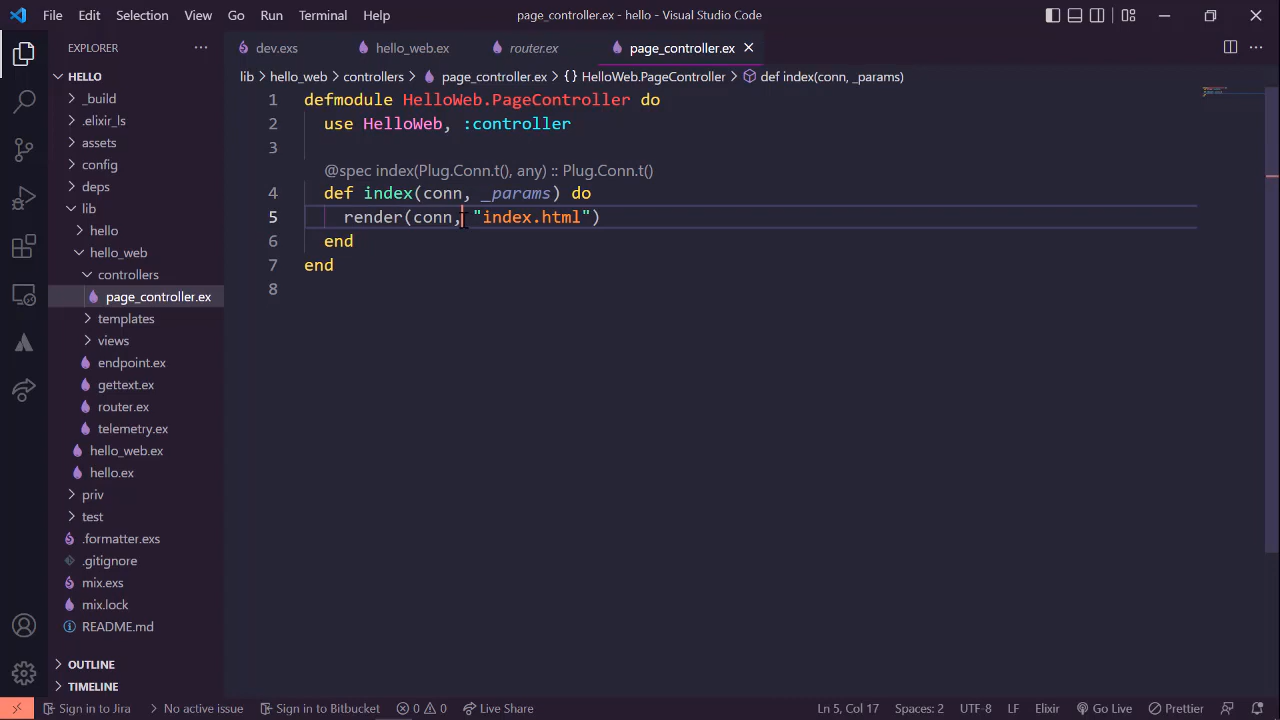 File Edit Selection View Go Run Terminal Help page_controller.ex - hello - Visual Studio Code
EXPLORER
HELLO
_build
.elixir_ls
assets
config
deps
lib
hello
hello_web
controllers
page_controller.ex
templates
views
endpoint.ex
gettext.ex
router.ex
telemetry.ex
hello_web.ex
hello.ex
priv
test
.formatter.exs
.gitignore
mix.exs
mix.lock
README.md
OUTLINE
TIMELINE
dev.exs hello_web.ex router.ex page_controller.ex
lib > hello_web > controllers > page_controller.ex > {} HelloWeb.PageController > def index(conn, _params)
1 defmodule HelloWeb.PageController do
2 use HelloWeb, :controller
3
@spec index(Plug.Conn.t(), any) :: Plug.Conn.t()
4 def index(conn, _params) do
5 render(conn, "index.html")
6 end
7 end
8
Sign in to Jira No active issue Sign in to Bitbucket 0 0 Live Share Ln 5, Col 17 Spaces: 2 UTF-8 LF Elixir Go Live Prettier